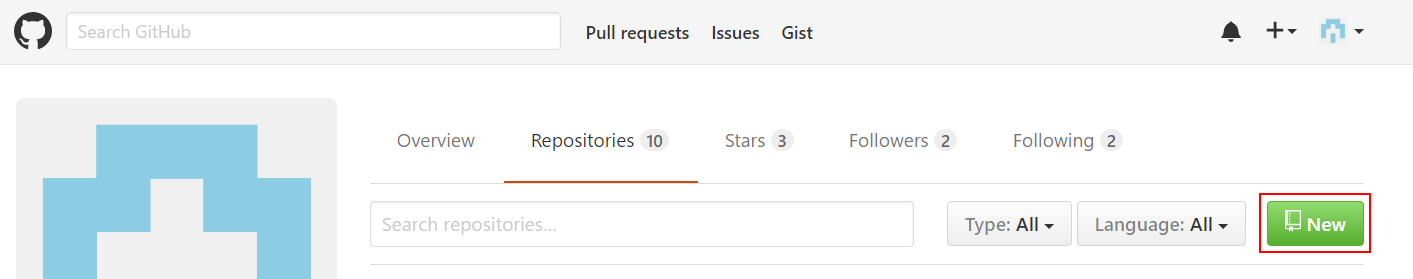 Search GitHub Pull requests Issues Gist
Overview Repositories 10 Stars 3 Followers 2 Following 2
Search repositories... Type: All Language: All New